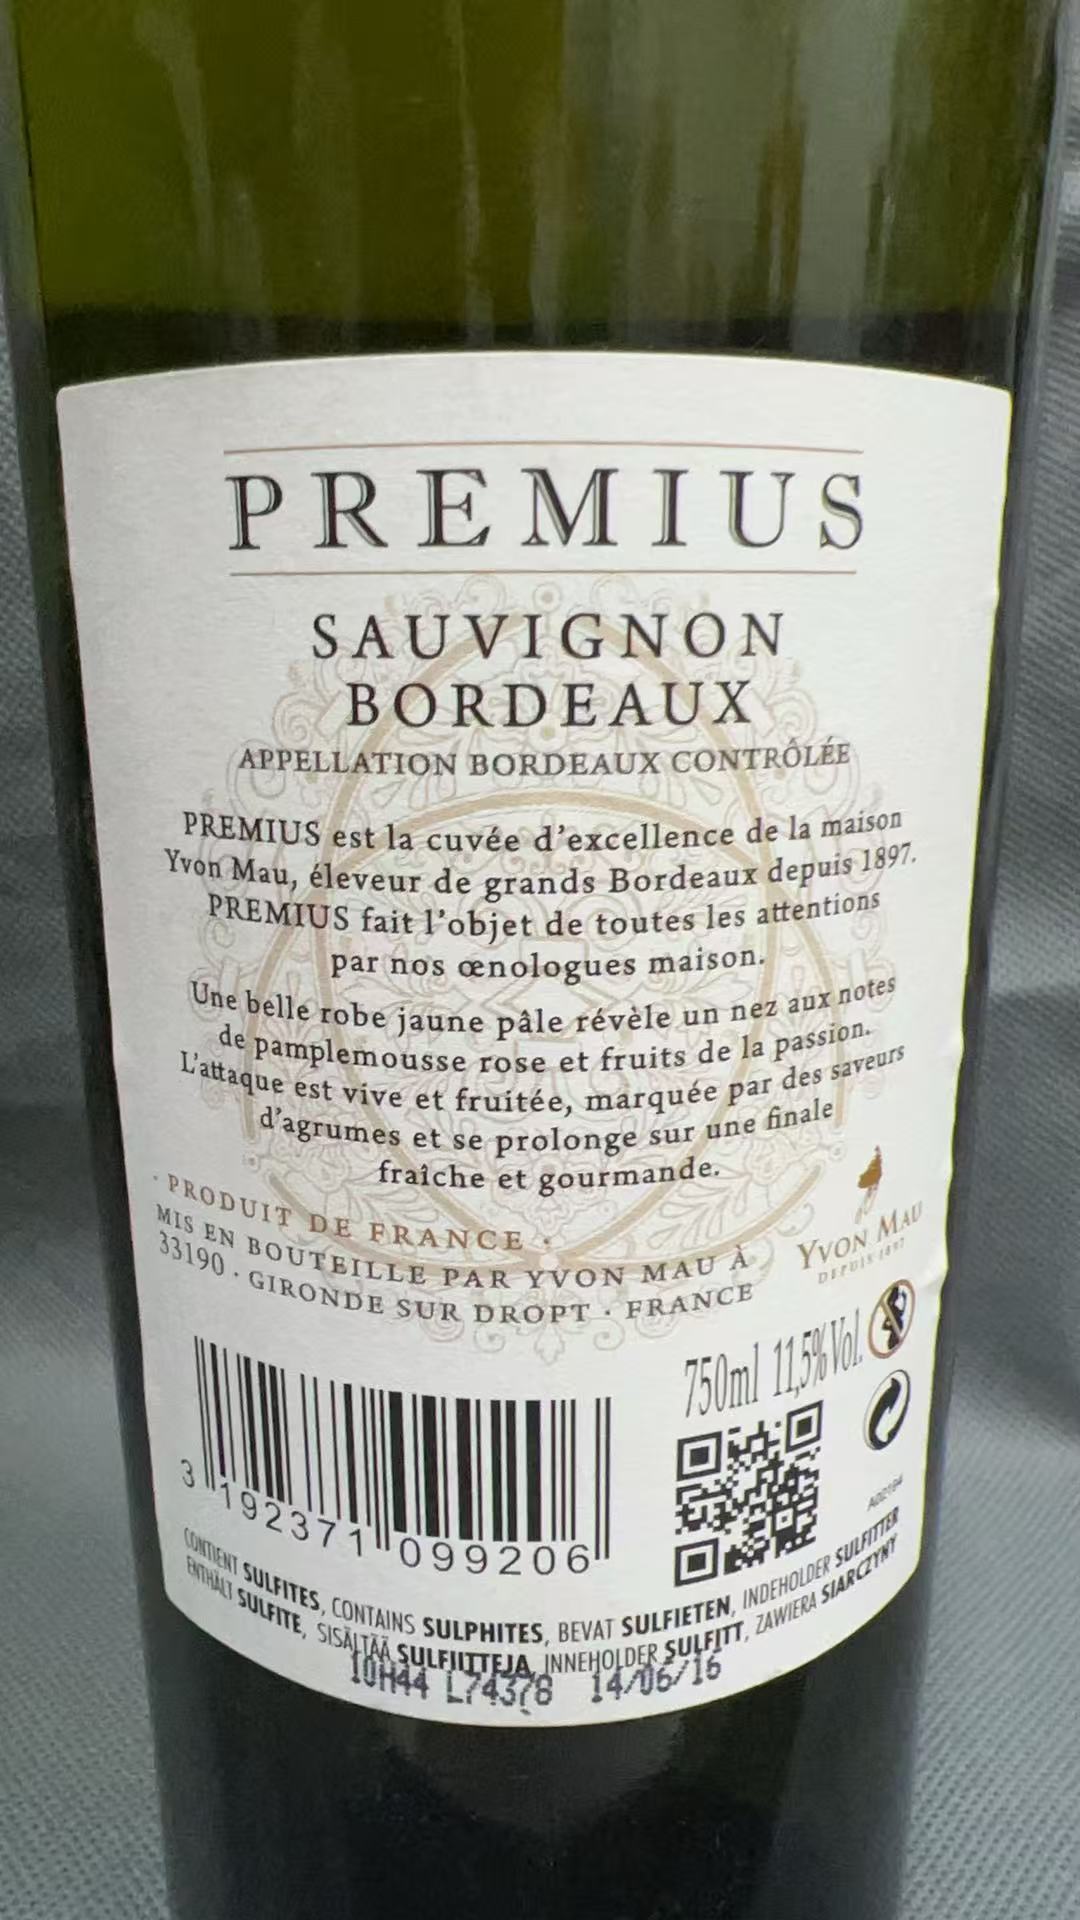 PREMIUS
SAUVIGNON
BORDEAUX
APPELLATION BORDEAUX CONTRÔLÉE
PREMIUS est la cuvée d'excellence de la maison
Yvon Mau, éleveur de grands Bordeaux depuis 1897.
PREMIUS fait l'objet de toutes les attentions
par nos œnologues maison.
Une belle robe jaune pâle révèle un nez aux notes
de pamplemousse rose et fruits de la passion.
L'attaque est vive et fruitée, marquée par des saveurs
d'agrumes et se prolonge sur une finale
fraîche et gourmande.
· PRODUIT DE FRANCE ·
MIS EN BOUTEILLE PAR YVON MAU À
33190 · GIRONDE SUR DROPT · FRANCE
YVON MAU
DEPUIS 1897
750ml 11,5%Vol.
3 192371 099206
A02194
CONTIENT SULFITES, CONTAINS SULPHITES, BEVAT SULFIETEN, INDEHOLDER SULFITTER
ENTHÄLT SULFITE, SISÄLTÄÄ SULFIITTEJA, INNEHOLDER SULFITT, ZAWIERA SIARCZYNY
10H44 L74378 14/06/16